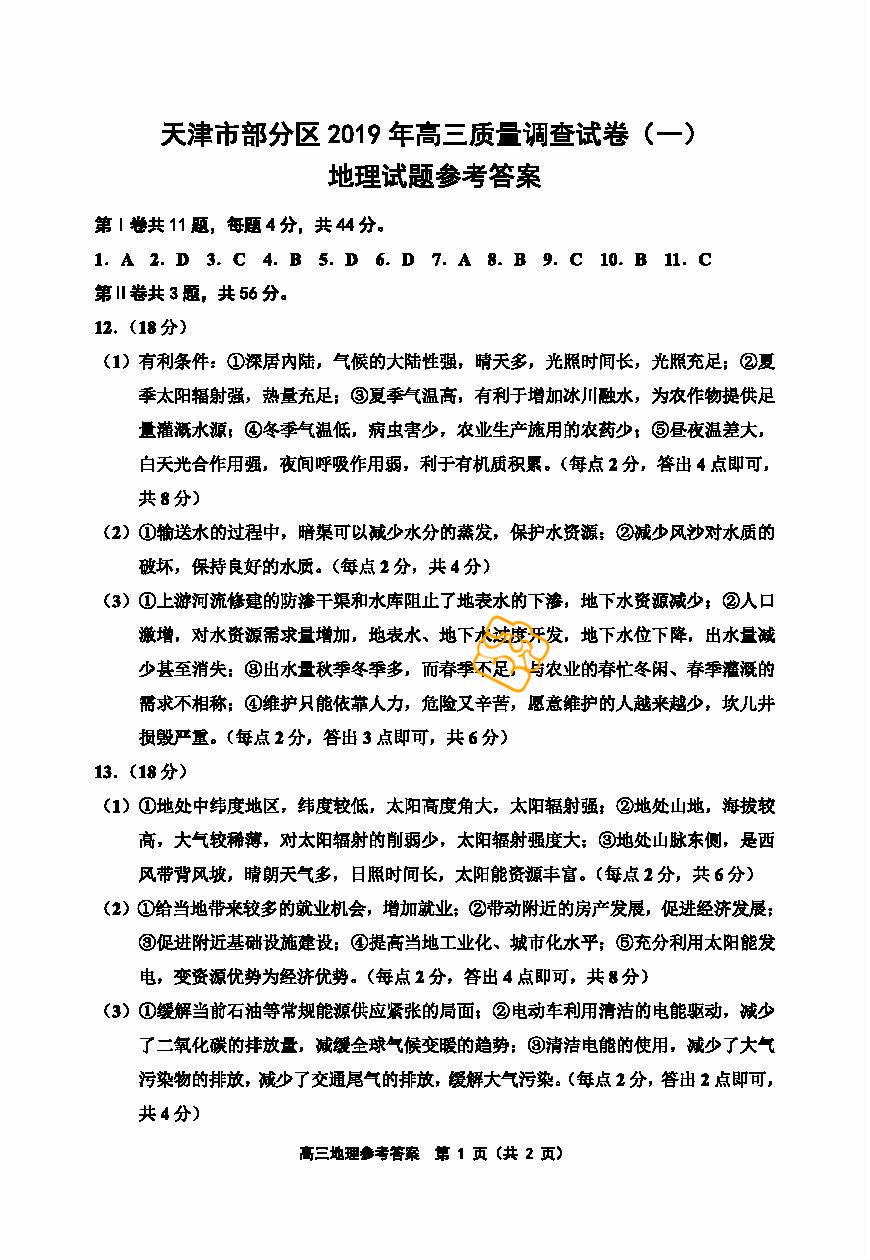 天津市部分区 2019 年高三质量调查试卷（一）
地理试题参考答案
第Ⅰ卷共 11 题，每题 4 分，共 44 分。
1．A 2．D 3．C 4．B 5．D 6．D 7．A 8．B 9．C 10．B 11．C
第Ⅱ卷共 3 题，共 56 分。
12．（18 分）
（1）有利条件：①深居内陆，气候的大陆性强，晴天多，光照时间长，光照充足；②夏
季太阳辐射强，热量充足；③夏季气温高，有利于增加冰川融水，为农作物提供足
量灌溉水源；④冬季气温低，病虫害少，农业生产施用的农药少；⑤昼夜温差大，
白天光合作用强，夜间呼吸作用弱，利于有机质积累。（每点 2 分，答出 4 点即可，
共 8 分）
（2）①输送水的过程中，暗渠可以减少水分的蒸发，保护水资源；②减少风沙对水质的
破坏，保持良好的水质。（每点 2 分，共 4 分）
（3）①上游河流修建的防渗干渠和水库阻止了地表水的下渗，地下水资源减少；②人口
激增，对水资源需求量增加，地表水、地下水过度开发，地下水位下降，出水量减
少甚至消失；③出水量秋季冬季多，而春季不足，与农业的春忙冬闲、春季灌溉的
需求不相称；④维护只能依靠人力，危险又辛苦，愿意维护的人越来越少，坎儿井
损毁严重。（每点 2 分，答出 3 点即可，共 6 分）
13．（18 分）
（1）①地处中纬度地区，纬度较低，太阳高度角大，太阳辐射强；②地处山地，海拔较
高，大气较稀薄，对太阳辐射的削弱少，太阳辐射强度大；③地处山脉东侧，是西
风带背风坡，晴朗天气多，日照时间长，太阳能资源丰富。（每点 2 分，共 6 分）
（2）①给当地带来较多的就业机会，增加就业；②带动附近的房产发展，促进经济发展；
③促进附近基础设施建设；④提高当地工业化、城市化水平；⑤充分利用太阳能发
电，变资源优势为经济优势。（每点 2 分，答出 4 点即可，共 8 分）
（3）①缓解当前石油等常规能源供应紧张的局面；②电动车利用清洁的电能驱动，减少
了二氧化碳的排放量，减缓全球气候变暖的趋势；③清洁电能的使用，减少了大气
污染物的排放，减少了交通尾气的排放，缓解大气污染。（每点 2 分，答出 2 点即可，
共 4 分）
高三地理参考答案 第 1 页（共 2 页）